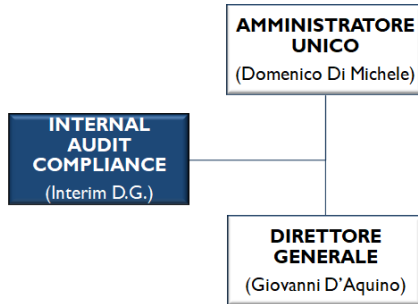 AMMINISTRATORE
UNICO
(Domenico Di Michele)
INTERNAL
AUDIT
COMPLIANCE
(Interim D.G.)
DIRETTORE
GENERALE
(Giovanni D'Aquino)